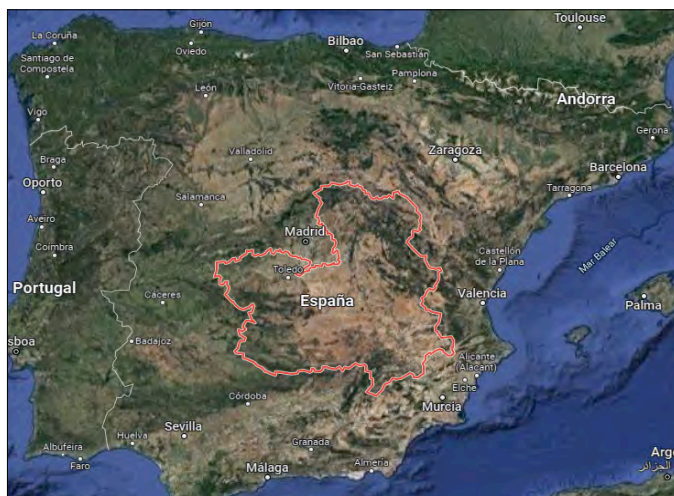 Toulouse
Gijón
La Coruña
Oviedo
Bilbao
San Sebastián
Santiago de
Compostela
Vitoria-Gasteiz
Pamplona
León
Andorra
Vigo
Gerona
Braga
Valladolid
Zaragoza
Barcelona
Oporto
Salamanca
Tarragona
Aveiro
Madrid
Coimbra
Castellón
de la Plana
Mar Balear
Toledo
Portugal
Cáceres
España
Valencia
Palma
sboa
Badajoz
Alicante
(Alacant)
Elche
Córdoba
Murcia
Sevilla
Albufeira
Huelva
Granada
Faro
Málaga
Almería
Arg
الجزائر